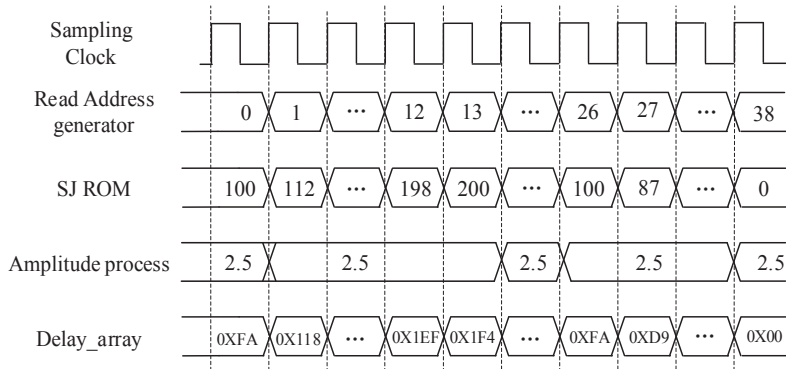 Sampling
Clock
Read Address
generator
0 1 ... 12 13 ... 26 27 ... 38
SJ ROM
100 112 ... 198 200 ... 100 87 ... 0
Amplitude process
2.5 2.5 2.5 2.5 2.5
Delay_array
0XFA 0X118 ... 0X1EF 0X1F4 ... 0XFA 0XD9 ... 0X00